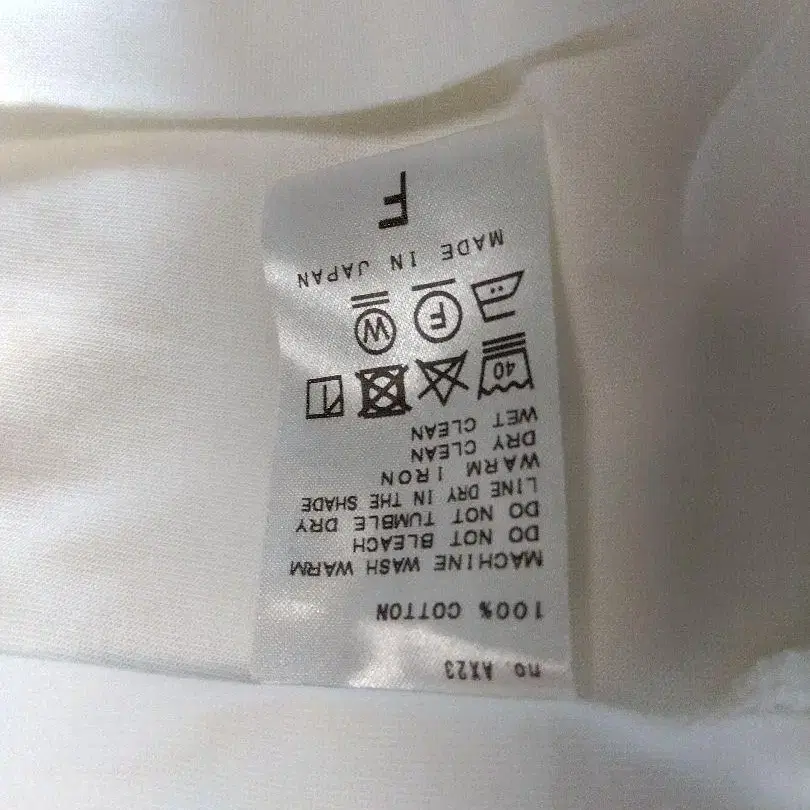 no. AX23
100% COTTON
MACHINE WASH WARM
DO NOT BLEACH
DO NOT TUMBLE DRY
LINE DRY IN THE SHADE
WARM IRON
DRY CLEAN
WET CLEAN
40
F W
MADE IN JAPAN
F